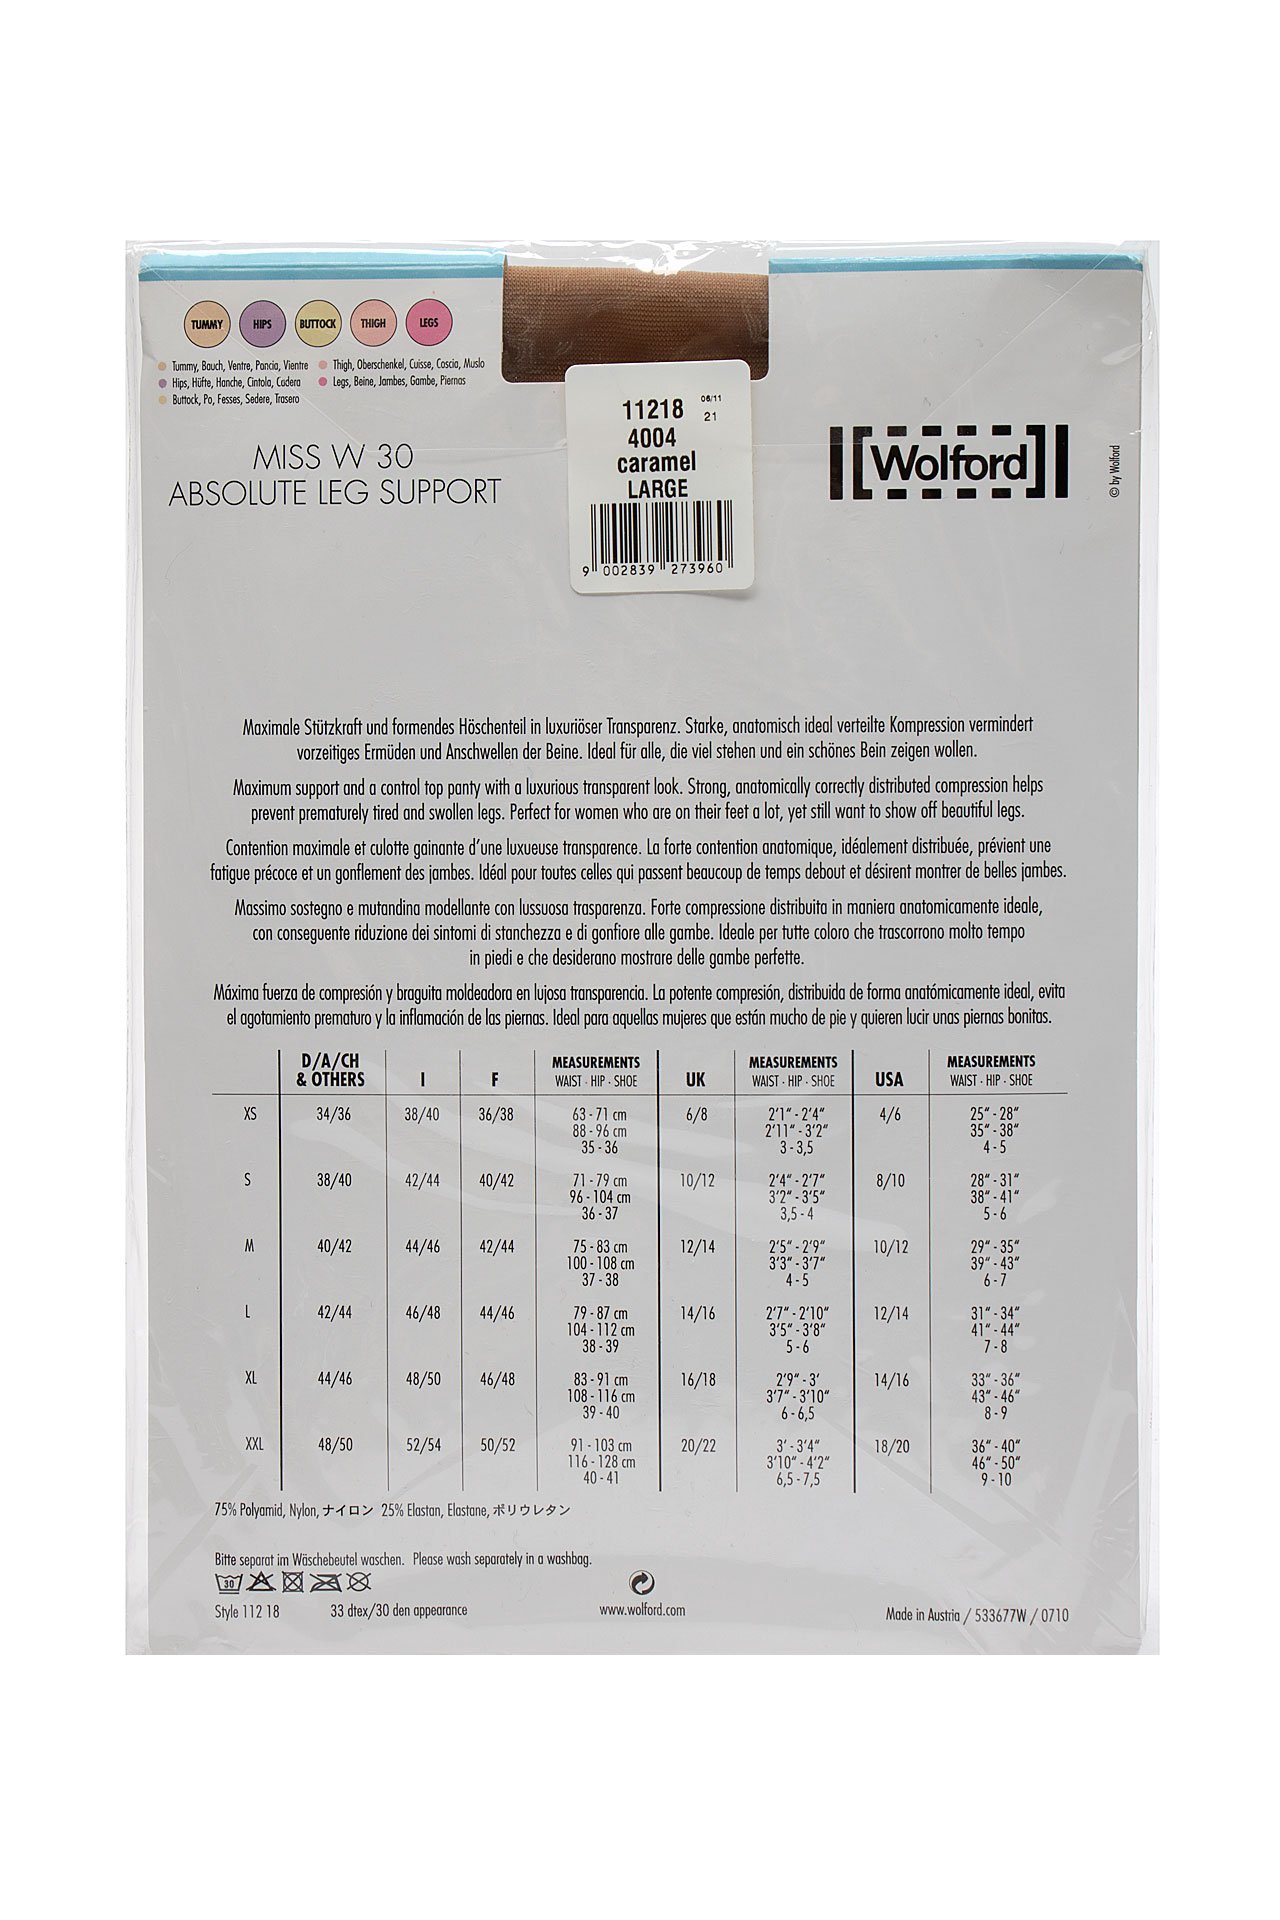 TUMMY HIPS BUTTOCK THIGH LEGS
Tummy, Bauch, Ventre, Pancia, Vientre
Hips, Hüfte, Hanche, Cintola, Cadera
Buttock, Po, Fesses, Sedere, Trasero
Thigh, Oberschenkel, Cuisse, Coscia, Muslo
Legs, Beine, Jambes, Gambe, Piernas
MISS W 30
ABSOLUTE LEG SUPPORT
11218 06/11
21
4004
caramel
LARGE
9 002839 273960
Wolford
© by Wolford
Maximale Stützkraft und formendes Höschenteil in luxuriöser Transparenz. Starke, anatomisch ideal verteilte Kompression vermindert
vorzeitiges Ermüden und Anschwellen der Beine. Ideal für alle, die viel stehen und ein schönes Bein zeigen wollen.
Maximum support and a control top panty with a luxurious transparent look. Strong, anatomically correctly distributed compression helps
prevent prematurely tired and swollen legs. Perfect for women who are on their feet a lot, yet still want to show off beautiful legs.
Contention maximale et culotte gainante d'une luxueuse transparence. La forte contention anatomique, idéalement distribuée, prévient une
fatigue précoce et un gonflement des jambes. Idéal pour toutes celles qui passent beaucoup de temps debout et désirent montrer de belles jambes.
Massimo sostegno e mutandina modellante con lussuosa trasparenza. Forte compressione distribuita in maniera anatomicamente ideale,
con conseguente riduzione dei sintomi di stanchezza e di gonfiore alle gambe. Ideale per tutte coloro che trascorrono molto tempo
in piedi e che desiderano mostrare delle gambe perfette.
Máxima fuerza de compresión y braguita moldeadora en lujosa transparencia. La potente compresión, distribuida de forma anatómicamente ideal, evita
el agotamiento prematuro y la inflamación de las piernas. Ideal para aquellas mujeres que están mucho de pie y quieren lucir unas piernas bonitas.
D/A/CH MEASUREMENTS MEASUREMENTS MEASUREMENTS
& OTHERS I F WAIST · HIP · SHOE UK WAIST · HIP · SHOE USA WAIST · HIP · SHOE
XS 34/36 38/40 36/38 63 - 71 cm 6/8 2'1" - 2'4" 4/6 25" - 28"
88 - 96 cm 2'11" - 3'2" 35" - 38"
35 - 36 3 - 3,5 4 - 5
S 38/40 42/44 40/42 71 - 79 cm 10/12 2'4" - 2'7" 8/10 28" - 31"
96 - 104 cm 3'2" - 3'5" 38" - 41"
36 - 37 3,5 - 4 5 - 6
M 40/42 44/46 42/44 75 - 83 cm 12/14 2'5" - 2'9" 10/12 29" - 35"
100 - 108 cm 3'3" - 3'7" 39" - 43"
37 - 38 4 - 5 6 - 7
L 42/44 46/48 44/46 79 - 87 cm 14/16 2'7" - 2'10" 12/14 31" - 34"
104 - 112 cm 3'5" - 3'8" 41" - 44"
38 - 39 5 - 6 7 - 8
XL 44/46 48/50 46/48 83 - 91 cm 16/18 2'9" - 3' 14/16 33" - 36"
108 - 116 cm 3'7" - 3'10" 43" - 46"
39 - 40 6 - 6,5 8 - 9
XXL 48/50 52/54 50/52 91 - 103 cm 20/22 3' - 3'4" 18/20 36" - 40"
116 - 128 cm 3'10" - 4'2" 46" - 50"
40 - 41 6,5 - 7,5 9 - 10
75% Polyamid, Nylon, ナイロン 25% Elastan, Elastane, ポリウレタン
Bitte separat im Wäschebeutel waschen. Please wash separately in a washbag.
30
Style 112 18 33 dtex/30 den appearance www.wolford.com Made in Austria / 533677W / 0710